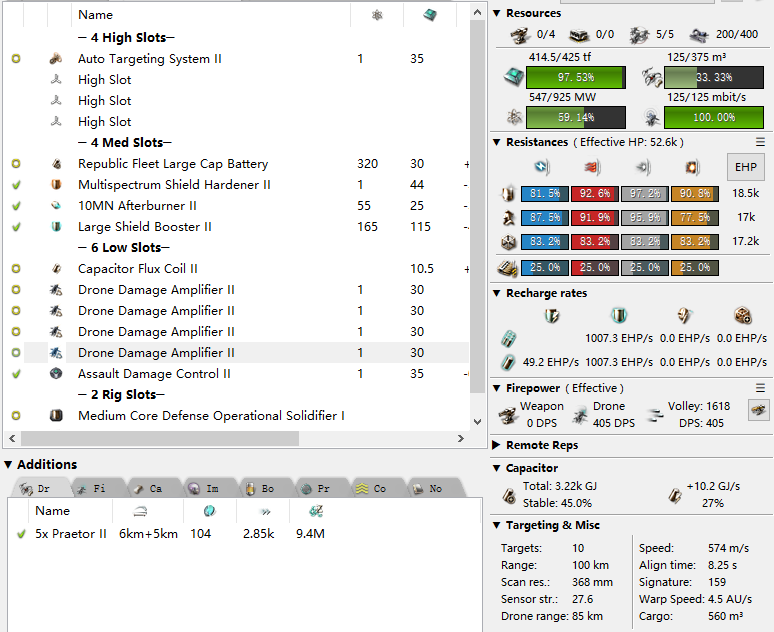 Name
— 4 High Slots—
Auto Targeting System II 1 35
High Slot
High Slot
High Slot
— 4 Med Slots—
Republic Fleet Large Cap Battery 320 30 +
Multispectrum Shield Hardener II 1 44 -
10MN Afterburner II 55 25 -
Large Shield Booster II 165 115 -
— 6 Low Slots—
Capacitor Flux Coil II 10.5 +
Drone Damage Amplifier II 1 30
Drone Damage Amplifier II 1 30
Drone Damage Amplifier II 1 30
Drone Damage Amplifier II 1 30
Assault Damage Control II 1 35 -
— 2 Rig Slots—
Medium Core Defense Operational Solidifier I
Additions
Dr Fi Ca Im Bo Pr Co No
Name
5x Praetor II 6km+5km 104 2.85k 9.4M
Resources
0/4 0/0 5/5 200/400
414.5/425 tf 125/375 m³
97.53% 33.33%
547/925 MW 125/125 mbit/s
59.14% 100.00%
Resistances (Effective HP: 52.6k)
EHP
81.5% 92.6% 97.2% 90.8% 18.5k
87.5% 91.9% 95.9% 77.5% 17k
83.2% 83.2% 83.2% 83.2% 17.2k
25.0% 25.0% 25.0% 25.0%
Recharge rates
1007.3 EHP/s 0.0 EHP/s 0.0 EHP/s
49.2 EHP/s 1007.3 EHP/s 0.0 EHP/s 0.0 EHP/s
Firepower (Effective)
Weapon Drone Volley: 1618
0 DPS 405 DPS DPS: 405
Remote Reps
Capacitor
Total: 3.22k GJ +10.2 GJ/s
Stable: 45.0% 27%
Targeting & Misc
Targets: 10 Speed: 574 m/s
Range: 100 km Align time: 8.25 s
Scan res.: 368 mm Signature: 159
Sensor str.: 27.6 Warp Speed: 4.5 AU/s
Drone range: 85 km Cargo: 560 m³